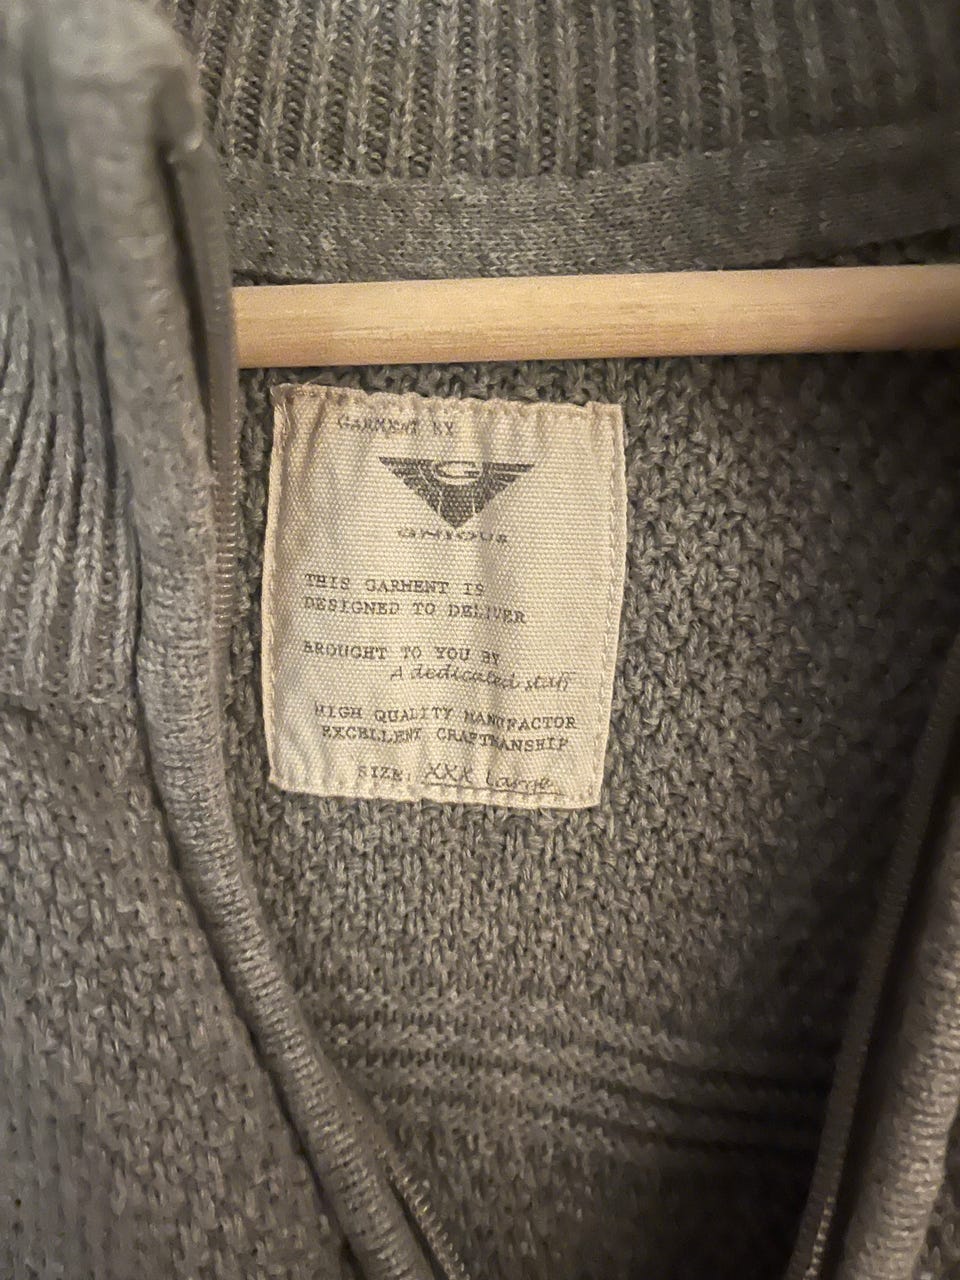 GARMENT BY
G
GNIOUS
THIS GARMENT IS
DESIGNED TO DELIVER
BROUGHT TO YOU BY
A dedicated staff
HIGH QUALITY MANUFACTOR
EXCELLENT CRAFTMANSHIP
SIZE: XXX Large